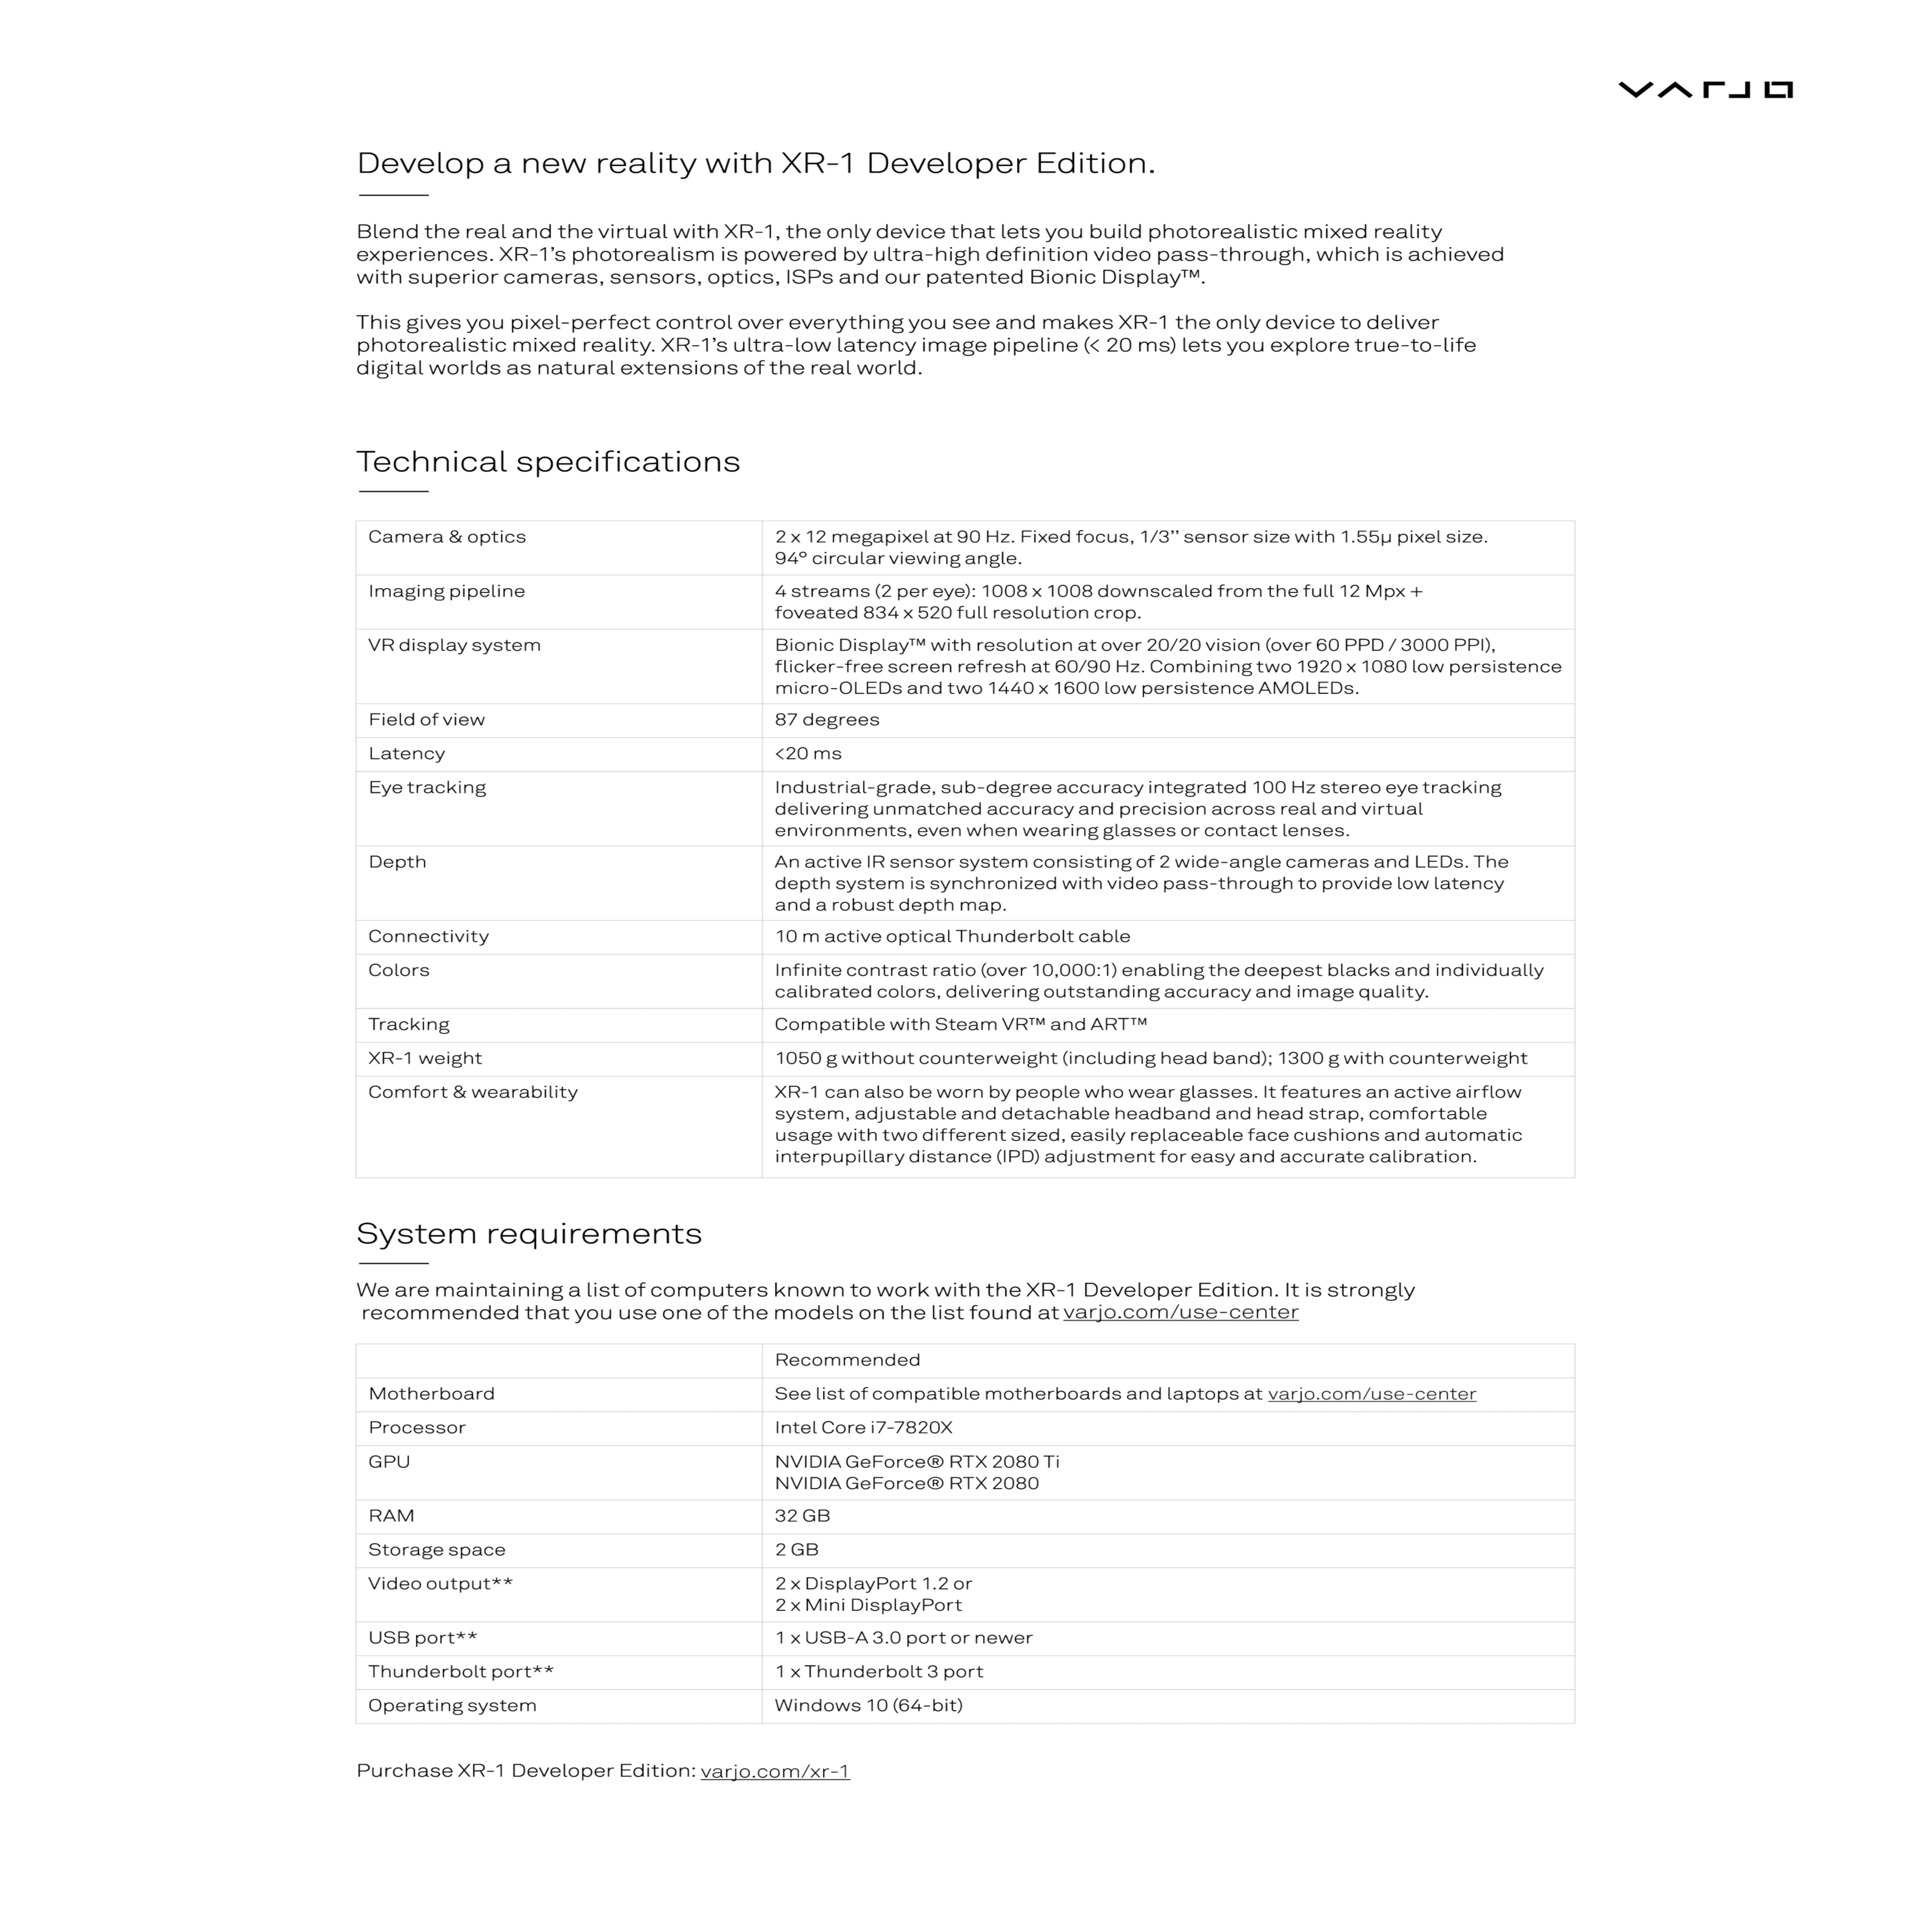 VARJO
Develop a new reality with XR-1 Developer Edition.
Blend the real and the virtual with XR-1, the only device that lets you build photorealistic mixed reality
experiences. XR-1’s photorealism is powered by ultra-high definition video pass-through, which is achieved
with superior cameras, sensors, optics, ISPs and our patented Bionic Display™.
This gives you pixel-perfect control over everything you see and makes XR-1 the only device to deliver
photorealistic mixed reality. XR-1’s ultra-low latency image pipeline (< 20 ms) lets you explore true-to-life
digital worlds as natural extensions of the real world.
Technical specifications
Camera & optics
2 x 12 megapixel at 90 Hz. Fixed focus, 1/3’’ sensor size with 1.55µ pixel size.
94° circular viewing angle.
Imaging pipeline
4 streams (2 per eye): 1008 x 1008 downscaled from the full 12 Mpx +
foveated 834 x 520 full resolution crop.
VR display system
Bionic Display™ with resolution at over 20/20 vision (over 60 PPD / 3000 PPI),
flicker-free screen refresh at 60/90 Hz. Combining two 1920 x 1080 low persistence
micro-OLEDs and two 1440 x 1600 low persistence AMOLEDs.
Field of view
87 degrees
Latency
<20 ms
Eye tracking
Industrial-grade, sub-degree accuracy integrated 100 Hz stereo eye tracking
delivering unmatched accuracy and precision across real and virtual
environments, even when wearing glasses or contact lenses.
Depth
An active IR sensor system consisting of 2 wide-angle cameras and LEDs. The
depth system is synchronized with video pass-through to provide low latency
and a robust depth map.
Connectivity
10 m active optical Thunderbolt cable
Colors
Infinite contrast ratio (over 10,000:1) enabling the deepest blacks and individually
calibrated colors, delivering outstanding accuracy and image quality.
Tracking
Compatible with Steam VR™ and ART™
XR-1 weight
1050 g without counterweight (including head band); 1300 g with counterweight
Comfort & wearability
XR-1 can also be worn by people who wear glasses. It features an active airflow
system, adjustable and detachable headband and head strap, comfortable
usage with two different sized, easily replaceable face cushions and automatic
interpupillary distance (IPD) adjustment for easy and accurate calibration.
System requirements
We are maintaining a list of computers known to work with the XR-1 Developer Edition. It is strongly
recommended that you use one of the models on the list found at varjo.com/use-center
Recommended
Motherboard
See list of compatible motherboards and laptops at varjo.com/use-center
Processor
Intel Core i7-7820X
GPU
NVIDIA GeForce® RTX 2080 Ti
NVIDIA GeForce® RTX 2080
RAM
32 GB
Storage space
2 GB
Video output**
2 x DisplayPort 1.2 or
2 x Mini DisplayPort
USB port**
1 x USB-A 3.0 port or newer
Thunderbolt port**
1 x Thunderbolt 3 port
Operating system
Windows 10 (64-bit)
Purchase XR-1 Developer Edition: varjo.com/xr-1